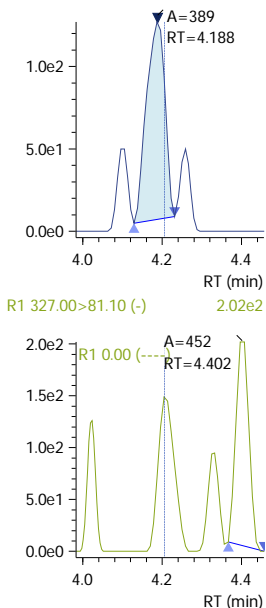 A=389
RT=4.188
1.0e2
5.0e1
0.0e0
4.0 4.2 4.4
RT (min)
R1 327.00>81.10 (-) 2.02e2
A=452
R1 0.00 (----)
RT=4.402
2.0e2
1.5e2
1.0e2
5.0e1
0.0e0
4.0 4.2 4.4
RT (min)